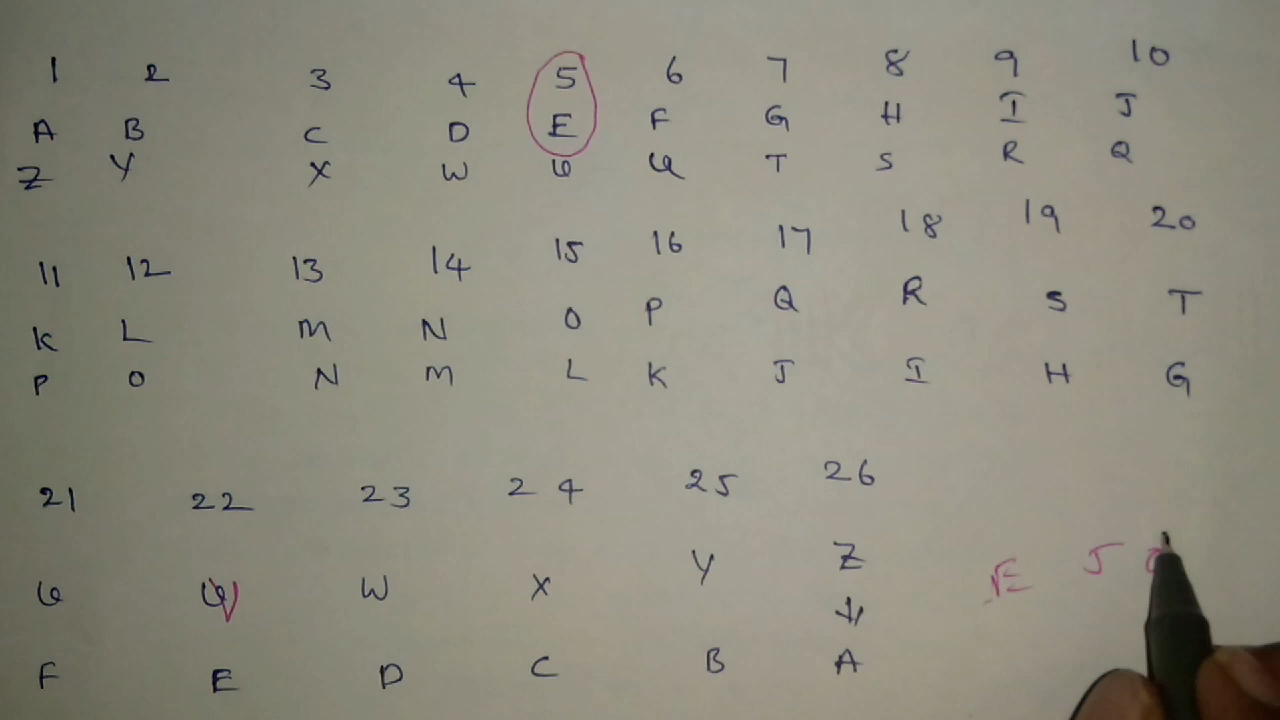 1 2 3 4 5 6 7 8 9 10
A B C D E F G H I J
Z Y X W U T S R Q
11 12 13 14 15 16 17 18 19 20
K L M N O P Q R S T
P O N M L K J I H G
21 22 23 24 25 26
U V W X Y Z
F E D C B A
E J